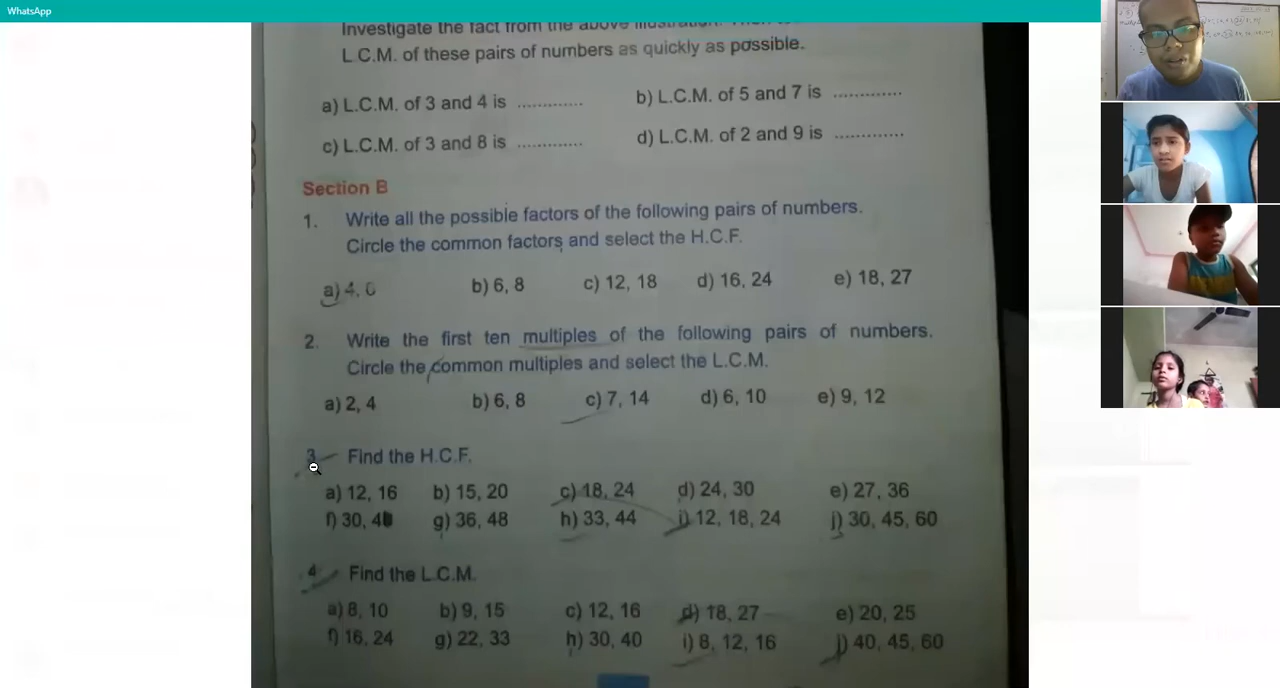 WhatsApp
Investigate the fact from the above illustration.
L.C.M. of these pairs of numbers as quickly as possible.
a) L.C.M. of 3 and 4 is ............ b) L.C.M. of 5 and 7 is ............
c) L.C.M. of 3 and 8 is ............ d) L.C.M. of 2 and 9 is ............
Section B
1. Write all the possible factors of the following pairs of numbers.
Circle the common factors and select the H.C.F.
a) 4, 6 b) 6, 8 c) 12, 18 d) 16, 24 e) 18, 27
2. Write the first ten multiples of the following pairs of numbers.
Circle the common multiples and select the L.C.M.
a) 2, 4 b) 6, 8 c) 7, 14 d) 6, 10 e) 9, 12
3 Find the H.C.F.
a) 12, 16 b) 15, 20 c) 18, 24 d) 24, 30 e) 27, 36
f) 30, 40 g) 36, 48 h) 33, 44 i) 12, 18, 24 j) 30, 45, 60
4 Find the L.C.M.
a) 8, 10 b) 9, 15 c) 12, 16 d) 18, 27 e) 20, 25
f) 16, 24 g) 22, 33 h) 30, 40 i) 8, 12, 16 j) 40, 45, 60